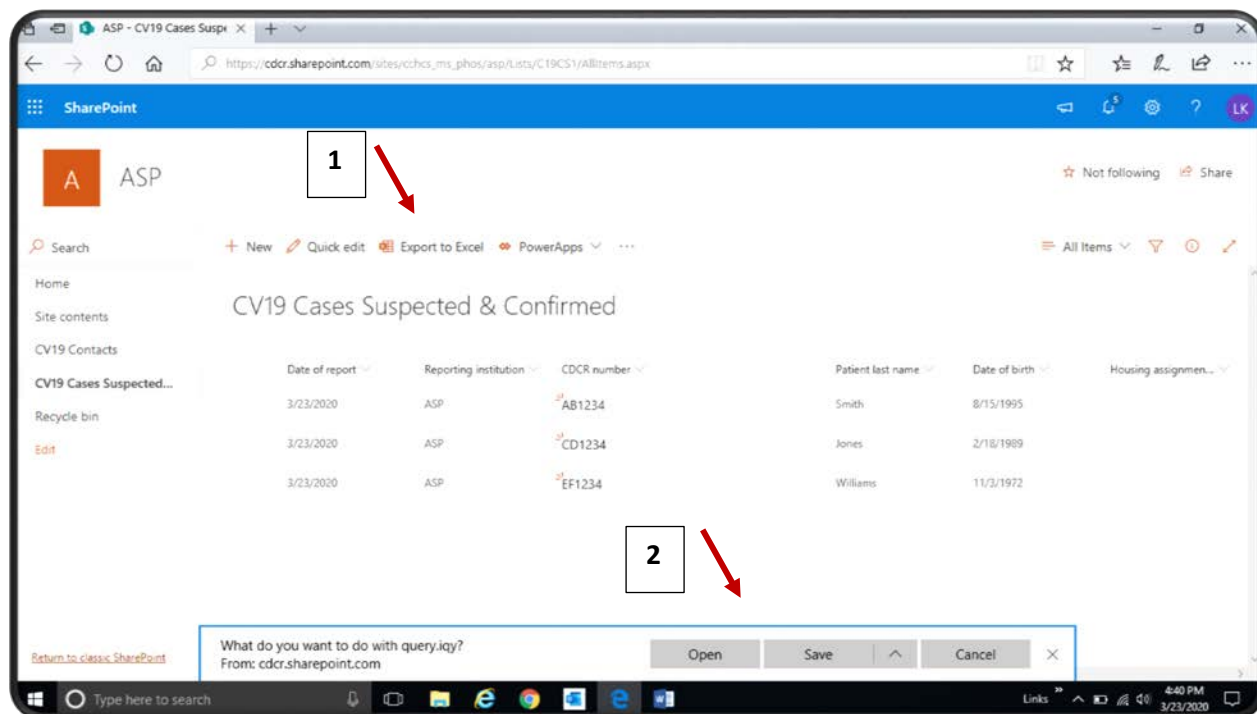 ASP - CV19 Cases Suspe
https://cdcr.sharepoint.com/sites/cchcs_ms_phos/asp/Lists/C19CS1/AllItems.aspx
SharePoint
5
?
LK
1
A
ASP
Not following
Share
Search
New
Quick edit
Export to Excel
PowerApps
All Items
Home
Site contents
CV19 Contacts
CV19 Cases Suspected...
Recycle bin
Edit
CV19 Cases Suspected & Confirmed
Date of report Reporting institution CDCR number Patient last name Date of birth Housing assignmen...
3/23/2020 ASP AB1234 Smith 8/15/1995
3/23/2020 ASP CD1234 Jones 2/18/1989
3/23/2020 ASP EF1234 Williams 11/3/1972
2
What do you want to do with query.iqy?
From: cdcr.sharepoint.com
Open
Save
Cancel
Return to classic SharePoint
Type here to search
Links
4:40 PM
3/23/2020